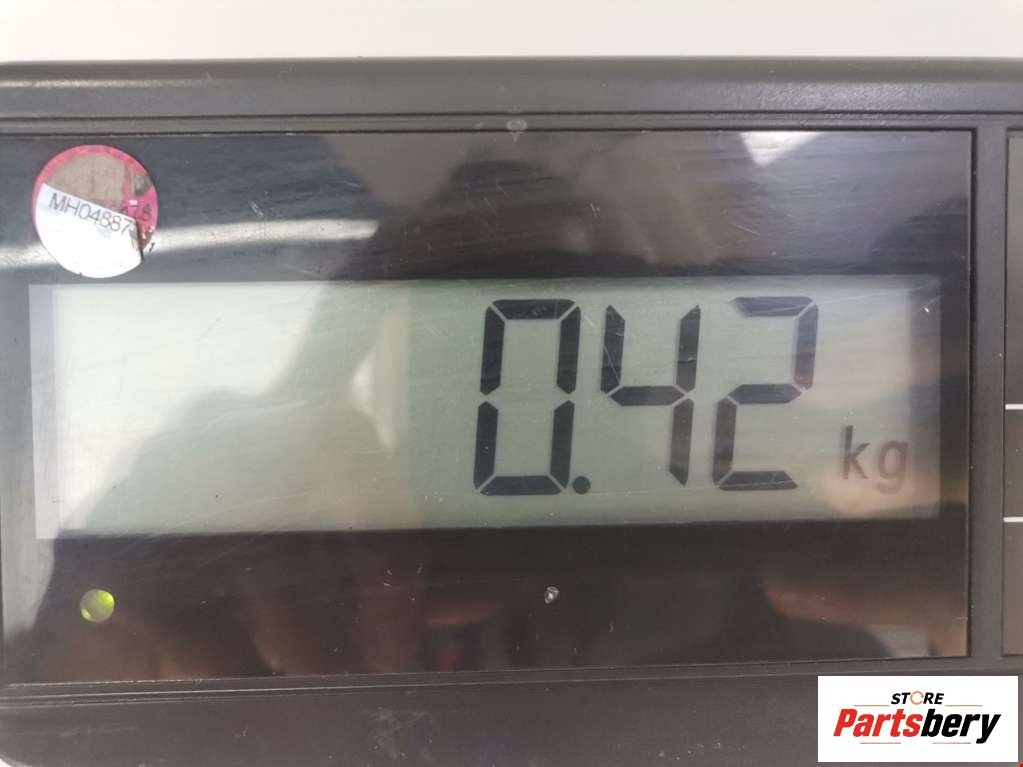 MH04887
0.42 kg
STORE
Partsbery